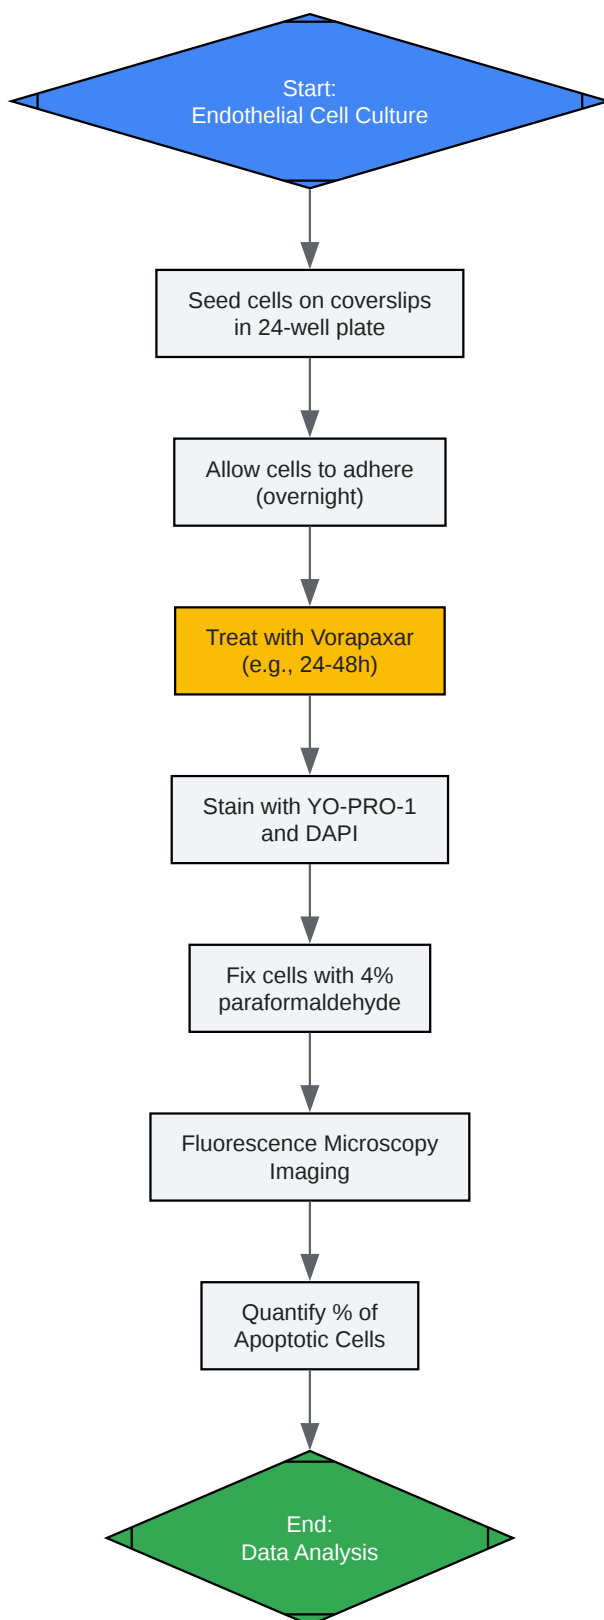 Start:
Endothelial Cell Culture
Seed cells on coverslips
in 24-well plate
Allow cells to adhere
(overnight)
Treat with Vorapaxar
(e.g., 24-48h)
Stain with YO-PRO-1
and DAPI
Fix cells with 4%
paraformaldehyde
Fluorescence Microscopy
Imaging
Quantify % of
Apoptotic Cells
End:
Data Analysis